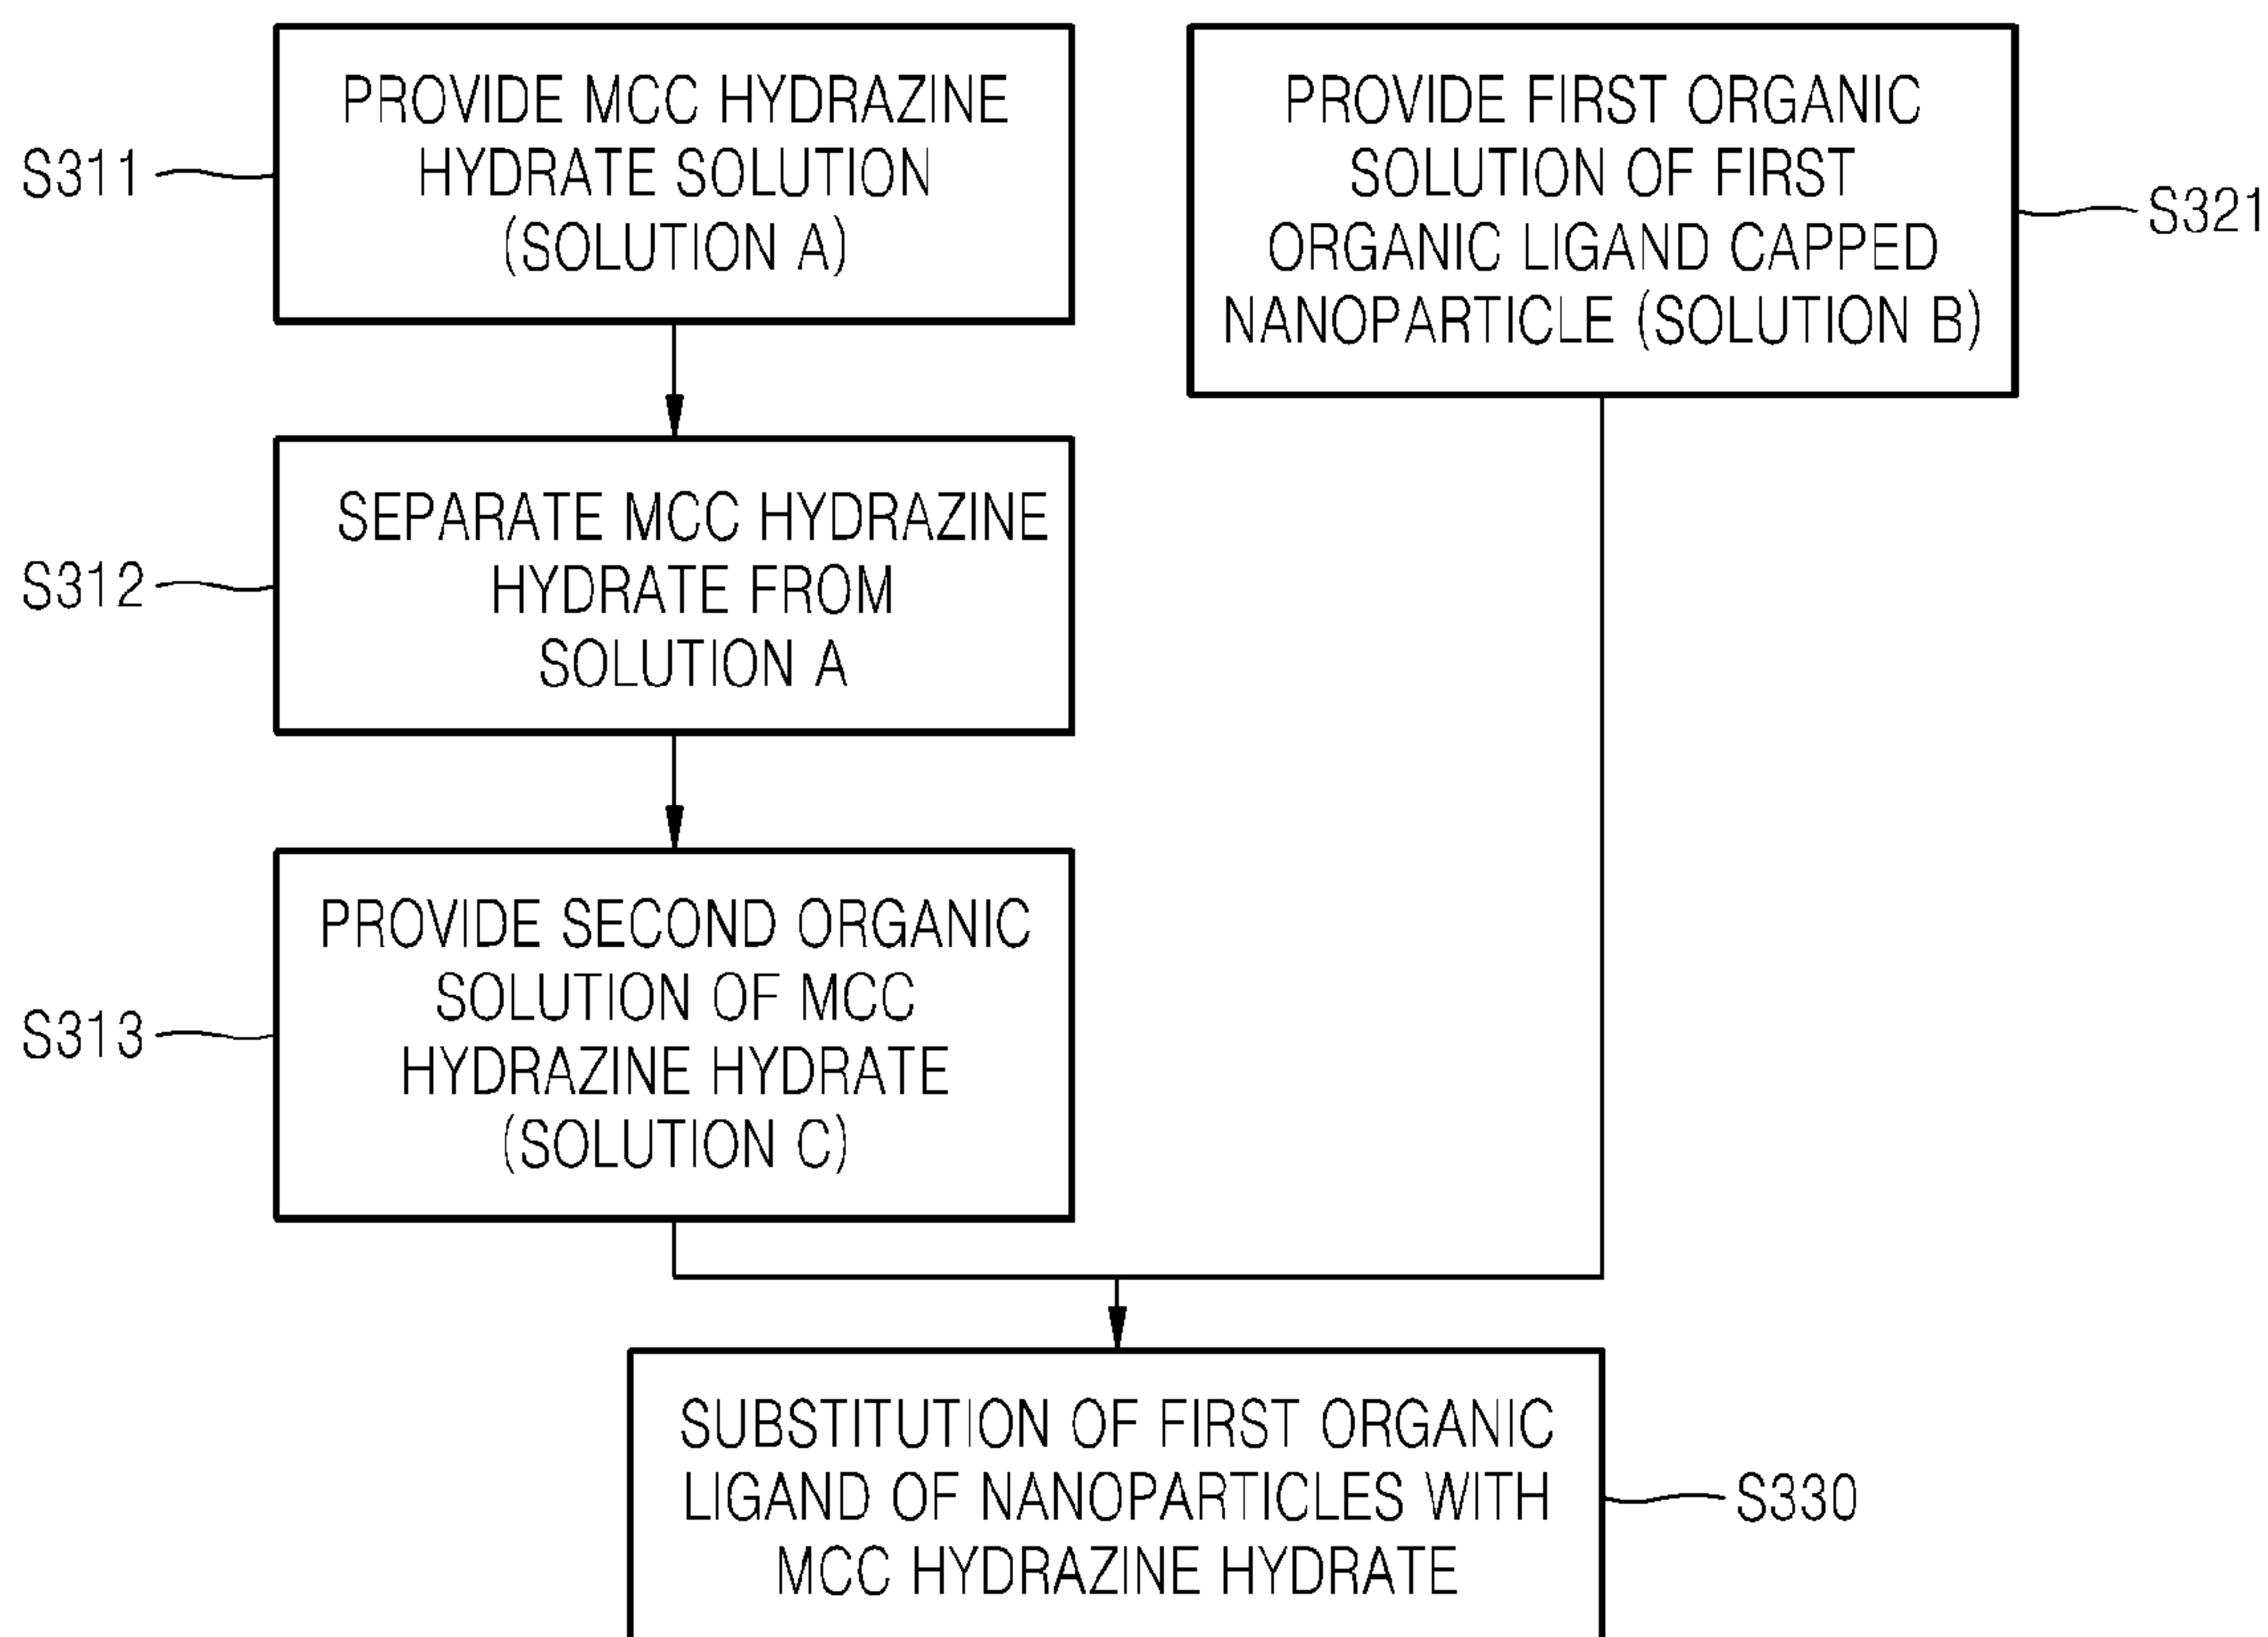 PROVIDE MCC HYDRAZINE
HYDRATE SOLUTION
(SOLUTION A)
S311
PROVIDE FIRST ORGANIC
SOLUTION OF FIRST
ORGANIC LIGAND CAPPED
NANOPARTICLE (SOLUTION B)
S321
SEPARATE MCC HYDRAZINE
HYDRATE FROM
SOLUTION A
S312
PROVIDE SECOND ORGANIC
SOLUTION OF MCC
HYDRAZINE HYDRATE
(SOLUTION C)
S313
SUBSTITUTION OF FIRST ORGANIC
LIGAND OF NANOPARTICLES WITH
MCC HYDRAZINE HYDRATE
S330